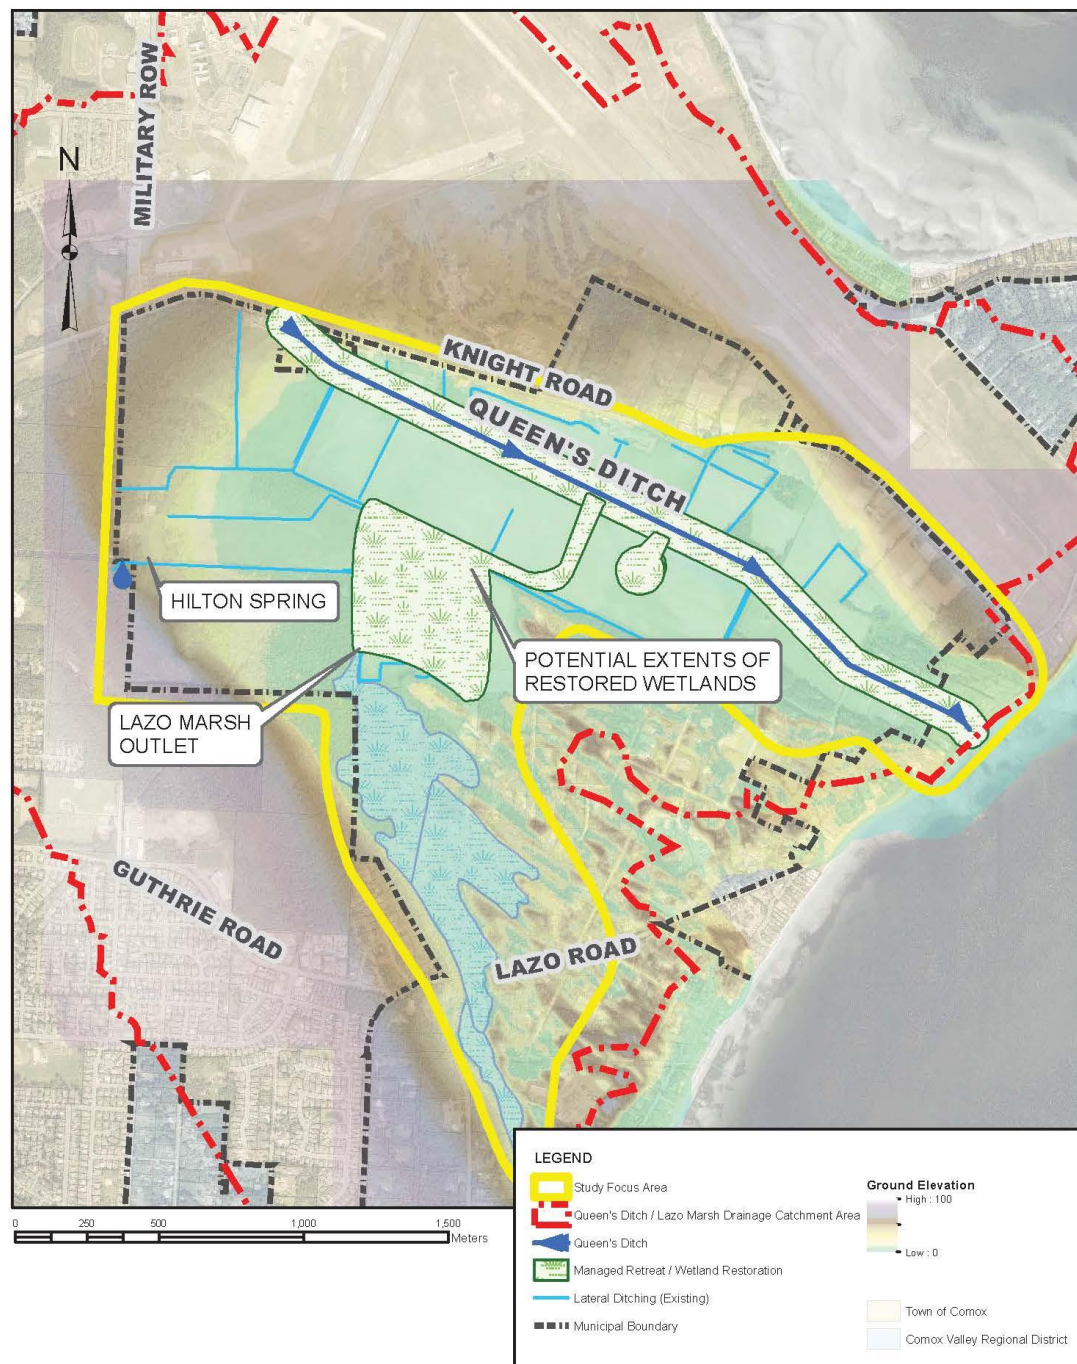 MILITARY ROW
N
KNIGHT ROAD
QUEEN'S DITCH
HILTON SPRING
POTENTIAL EXTENTS OF
RESTORED WETLANDS
LAZO MARSH
OUTLET
GUTHRIE ROAD
LAZO ROAD
LEGEND
Study Focus Area
Queen's Ditch / Lazo Marsh Drainage Catchment Area
Queen's Ditch
Managed Retreat / Wetland Restoration
Lateral Ditching (Existing)
Municipal Boundary
Ground Elevation
High : 100
Low : 0
Town of Comox
Comox Valley Regional District
0 250 500 1,000 1,500
Meters